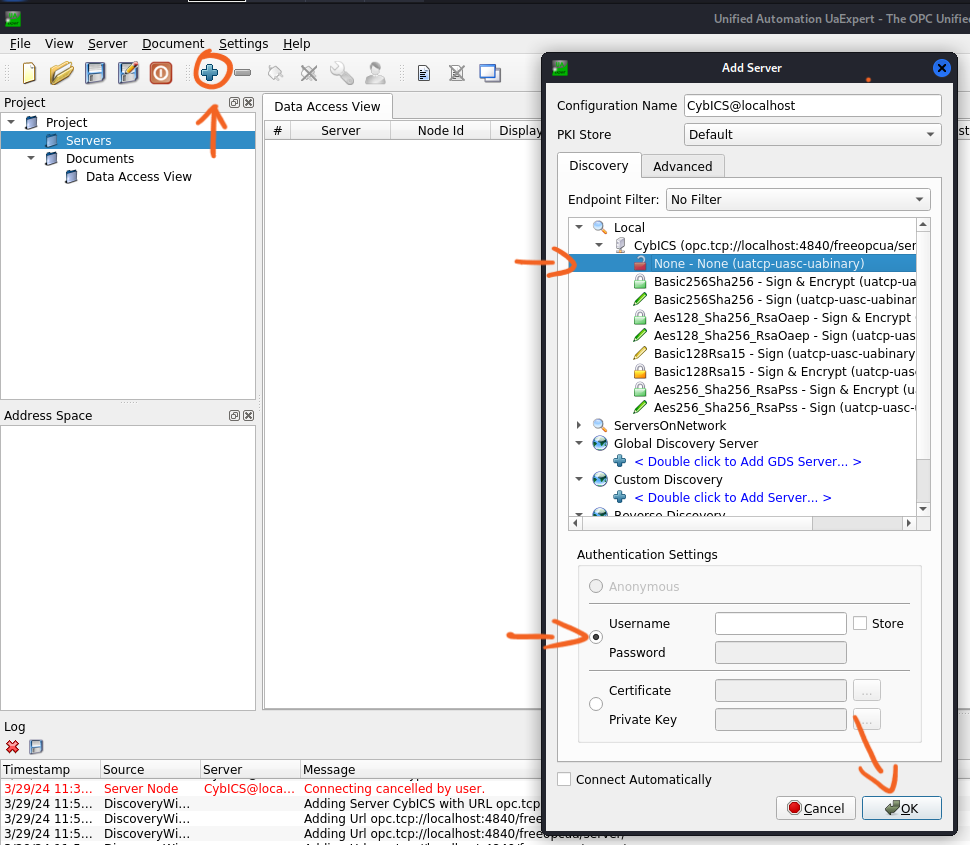 Unified Automation UaExpert - The OPC Unified
File View Server Document Settings Help
Project
Project
Servers
Documents
Data Access View
Address Space
Data Access View
# Server Node Id Display
Add Server
Configuration Name CybICS@localhost
PKI Store Default
Discovery Advanced
Endpoint Filter: No Filter
Local
CybICS (opc.tcp://localhost:4840/freeopcua/ser
None - None (uatcp-uasc-uabinary)
Basic256Sha256 - Sign & Encrypt (uatcp-ua
Basic256Sha256 - Sign (uatcp-uasc-uabinar
Aes128_Sha256_RsaOaep - Sign & Encrypt
Aes128_Sha256_RsaOaep - Sign (uatcp-ua
Basic128Rsa15 - Sign (uatcp-uasc-uabinary
Basic128Rsa15 - Sign & Encrypt (uatcp-uas
Aes256_Sha256_RsaPss - Sign & Encrypt (u
Aes256_Sha256_RsaPss - Sign (uatcp-uasc-
ServersOnNetwork
Global Discovery Server
< Double click to Add GDS Server... >
Custom Discovery
< Double click to Add Server... >
Reverse Discovery
Authentication Settings
Anonymous
Username Store
Password
Certificate ...
Private Key ...
Connect Automatically
Cancel OK
Log
Timestamp Source Server Message
3/29/24 11:3... Server Node CybICS@loca... Connecting cancelled by user.
3/29/24 11:5... DiscoveryWi... Adding Server CybICS with URL opc.tcp
3/29/24 11:5... DiscoveryWi... Adding Url opc.tcp://localhost:4840/free
3/29/24 11:5... DiscoveryWi... Adding Url opc.tcp://localhost:4840/freeopcua/server/